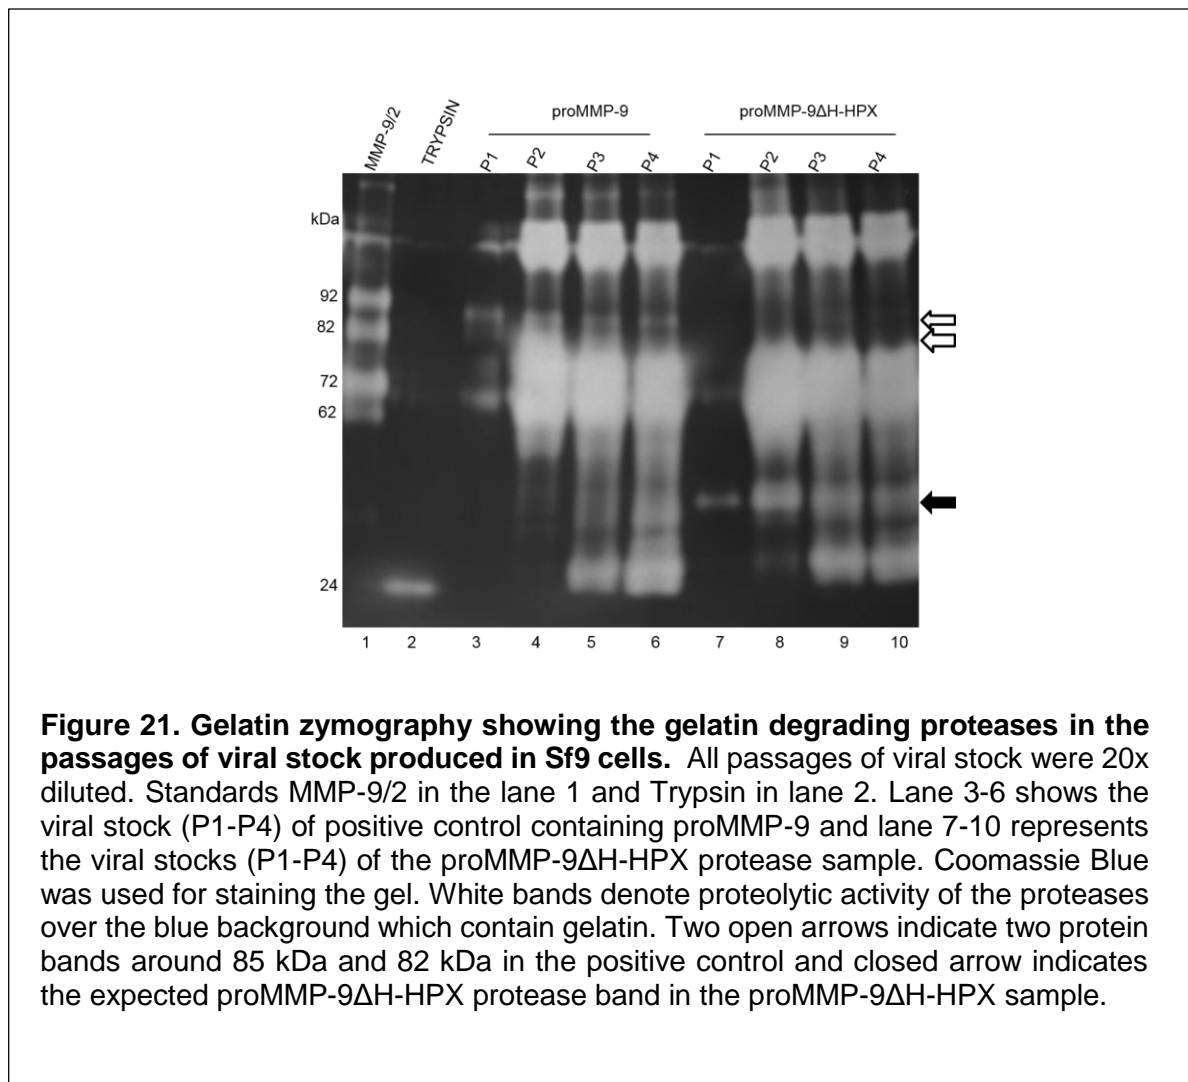 MMP-9/2
TRYPSIN
proMMP-9
proMMP-9ΔH-HPX
P1
P2
P3
P4
P1
P2
P3
P4
kDa
92
82
72
62
24
1 2 3 4 5 6 7 8 9 10
Figure 21. Gelatin zymography showing the gelatin degrading proteases in the
passages of viral stock produced in Sf9 cells. All passages of viral stock were 20x
diluted. Standards MMP-9/2 in the lane 1 and Trypsin in lane 2. Lane 3-6 shows the
viral stock (P1-P4) of positive control containing proMMP-9 and lane 7-10 represents
the viral stocks (P1-P4) of the proMMP-9ΔH-HPX protease sample. Coomassie Blue
was used for staining the gel. White bands denote proteolytic activity of the proteases
over the blue background which contain gelatin. Two open arrows indicate two protein
bands around 85 kDa and 82 kDa in the positive control and closed arrow indicates
the expected proMMP-9ΔH-HPX protease band in the proMMP-9ΔH-HPX sample.